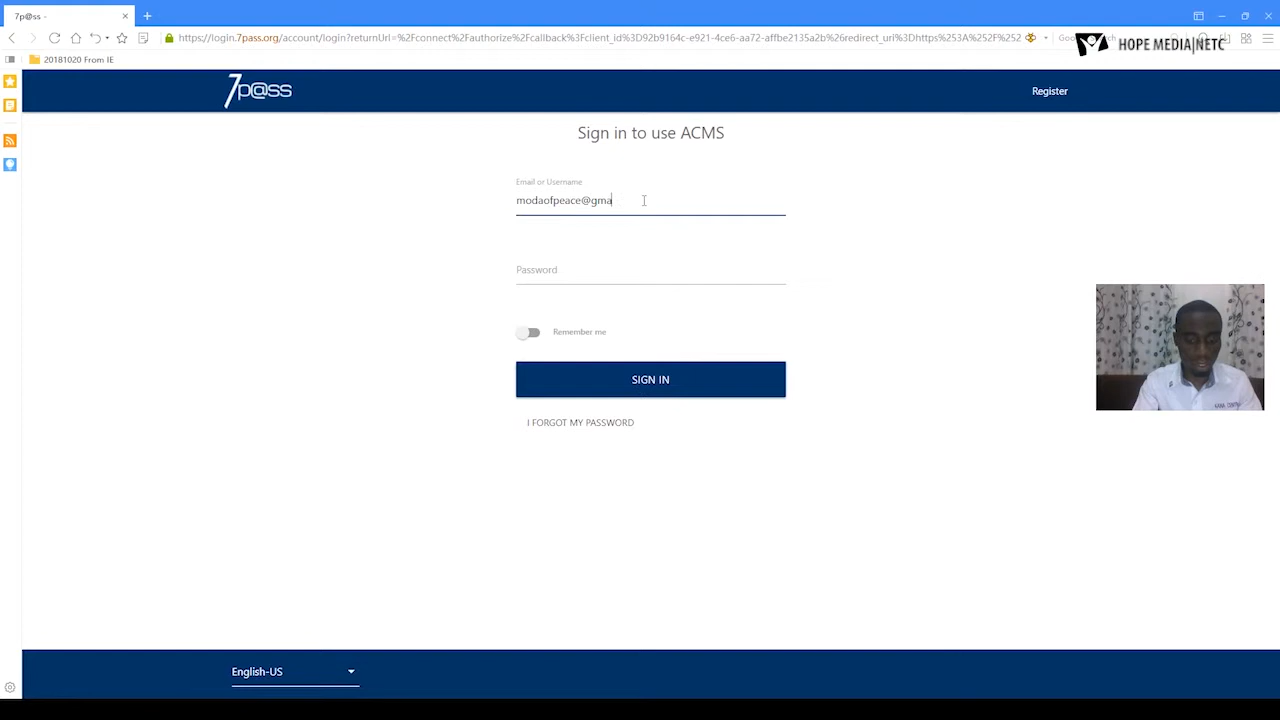 7p@ss -
https://login.7pass.org/account/login?returnUrl=%2Fconnect%2Fauthorize%2Fcallback%3Fclient_id%3D92b9164c-e921-4ce6-aa72-affbe2135a2b%26redirect_uri%3Dhttps%253A%252F%252
HOPE MEDIA|NETC
20181020 From IE
7p@ss
Register
Sign in to use ACMS
Email or Username
modaofpeace@gma
Password
Remember me
SIGN IN
I FORGOT MY PASSWORD
English-US